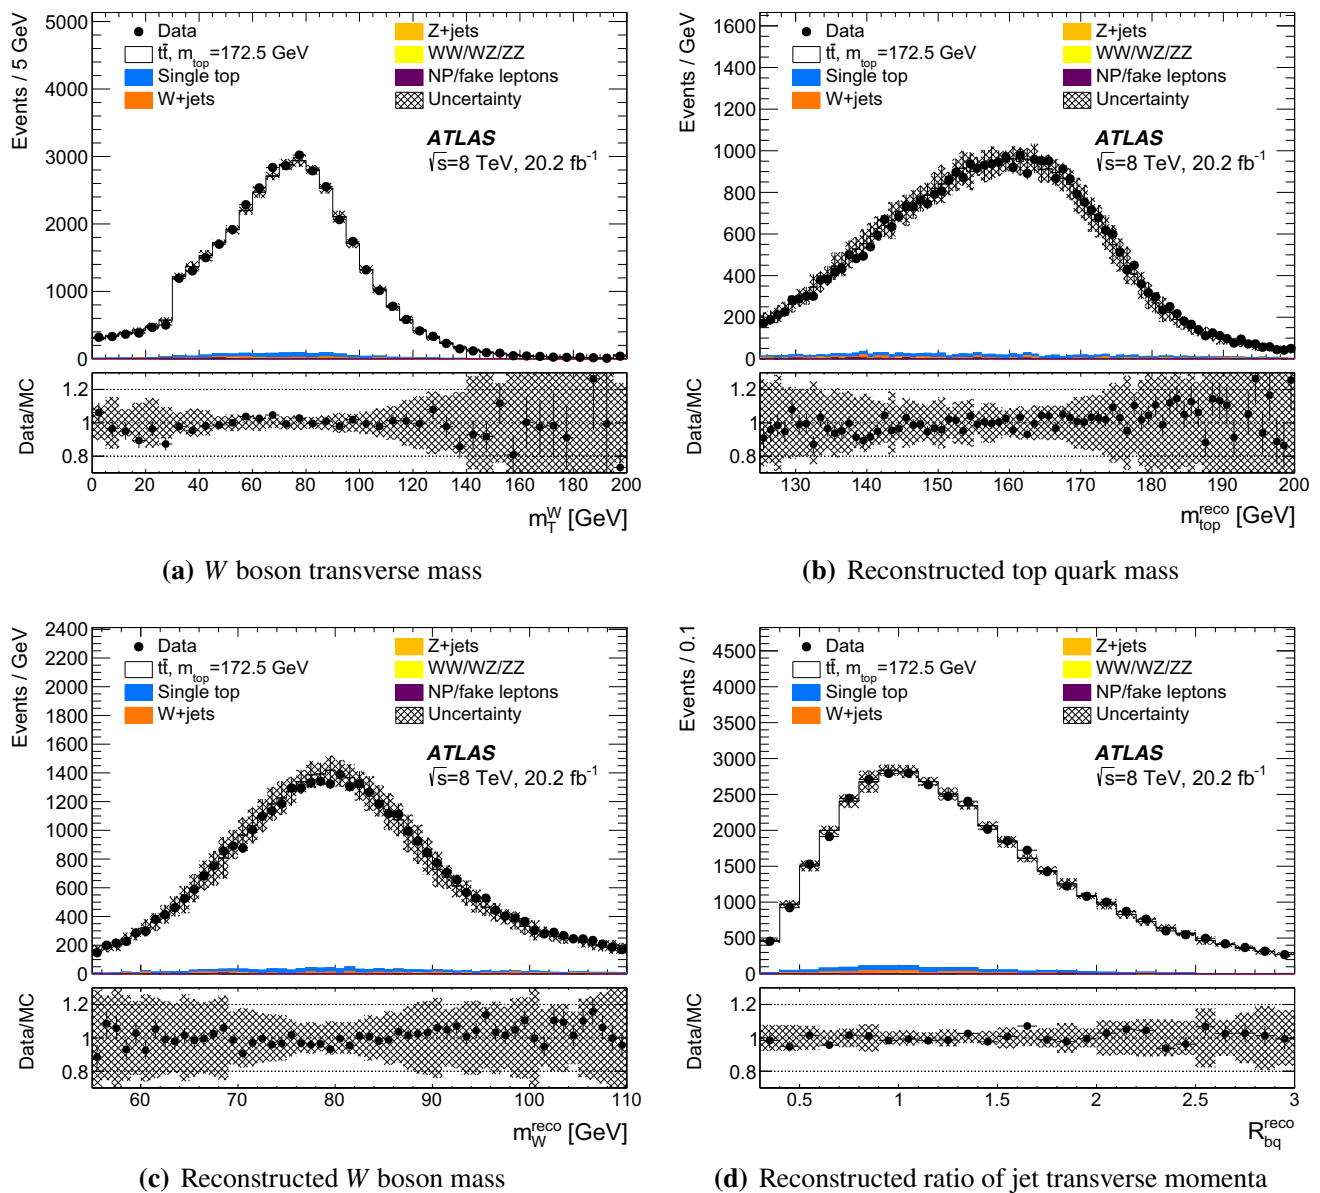 Events / 5 GeV
5000
4000
3000
2000
1000
0
Data
tt̄, m_top=172.5 GeV
Single top
W+jets
Z+jets
WW/WZ/ZZ
NP/fake leptons
Uncertainty
ATLAS
√s=8 TeV, 20.2 fb⁻¹
Data/MC
1.2
1
0.8
0 20 40 60 80 100 120 140 160 180 200
m_T^W [GeV]
(a) W boson transverse mass
Events / GeV
1600
1400
1200
1000
800
600
400
200
0
Data
tt̄, m_top=172.5 GeV
Single top
W+jets
Z+jets
WW/WZ/ZZ
NP/fake leptons
Uncertainty
ATLAS
√s=8 TeV, 20.2 fb⁻¹
Data/MC
1.2
1
0.8
130 140 150 160 170 180 190 200
m_top^reco [GeV]
(b) Reconstructed top quark mass
Events / GeV
2400
2200
2000
1800
1600
1400
1200
1000
800
600
400
200
0
Data
tt̄, m_top=172.5 GeV
Single top
W+jets
Z+jets
WW/WZ/ZZ
NP/fake leptons
Uncertainty
ATLAS
√s=8 TeV, 20.2 fb⁻¹
Data/MC
1.2
1
0.8
60 70 80 90 100 110
m_W^reco [GeV]
(c) Reconstructed W boson mass
Events / 0.1
4500
4000
3500
3000
2500
2000
1500
1000
500
0
Data
tt̄, m_top=172.5 GeV
Single top
W+jets
Z+jets
WW/WZ/ZZ
NP/fake leptons
Uncertainty
ATLAS
√s=8 TeV, 20.2 fb⁻¹
Data/MC
1.2
1
0.8
0.5 1 1.5 2 2.5 3
R_bq^reco
(d) Reconstructed ratio of jet transverse momenta